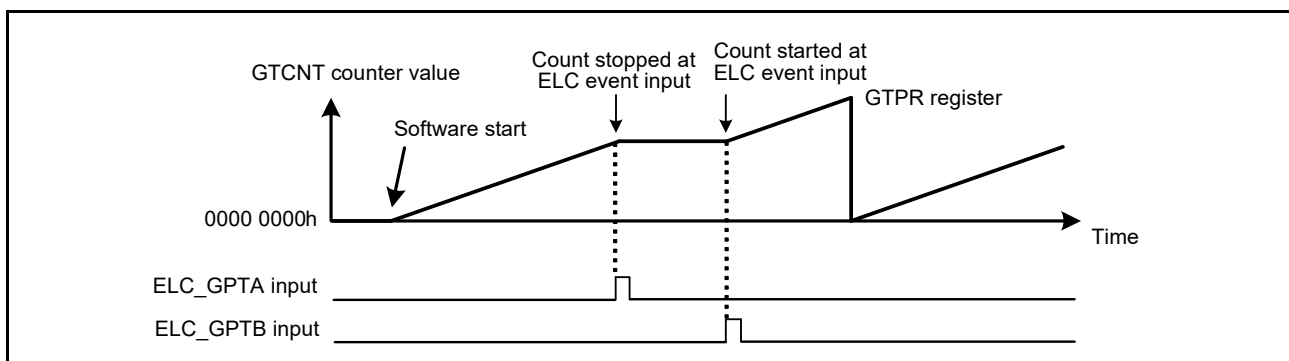 GTCNT counter value
Count stopped at
ELC event input
Count started at
ELC event input
GTPR register
Software start
0000 0000h
Time
ELC_GPTA input
ELC_GPTB input